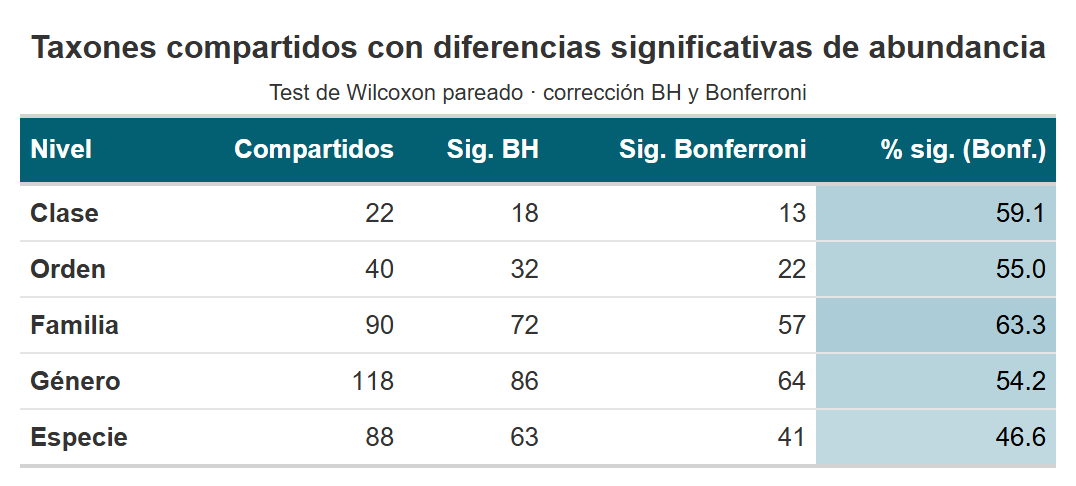 Taxones compartidos con diferencias significativas de abundancia
Test de Wilcoxon pareado · corrección BH y Bonferroni
Nivel Compartidos Sig. BH Sig. Bonferroni % sig. (Bonf.)
Clase 22 18 13 59.1
Orden 40 32 22 55.0
Familia 90 72 57 63.3
Género 118 86 64 54.2
Especie 88 63 41 46.6